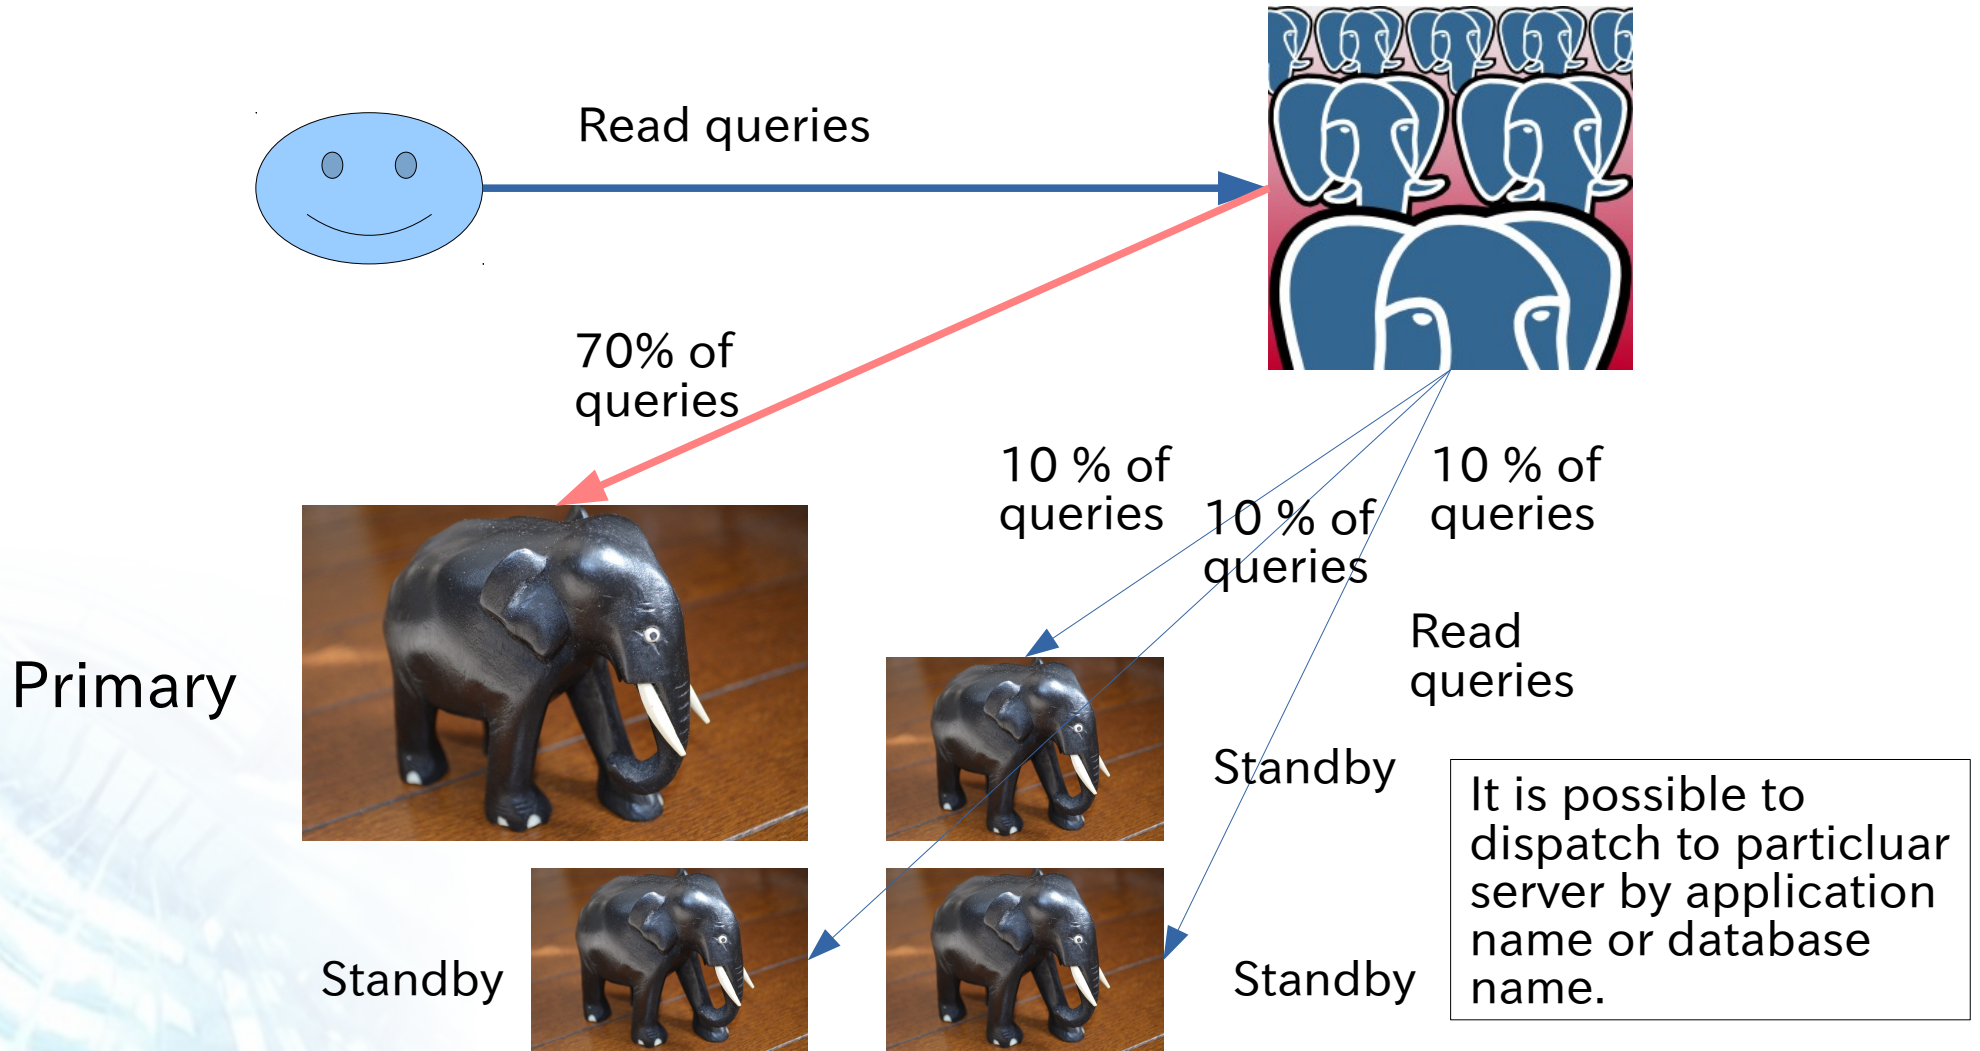 Read queries
70% of
queries
10 % of
queries
10 % of
queries
10 % of
queries
Read
queries
Primary
Standby
It is possible to
dispatch to particluar
server by application
name or database
name.
Standby
Standby